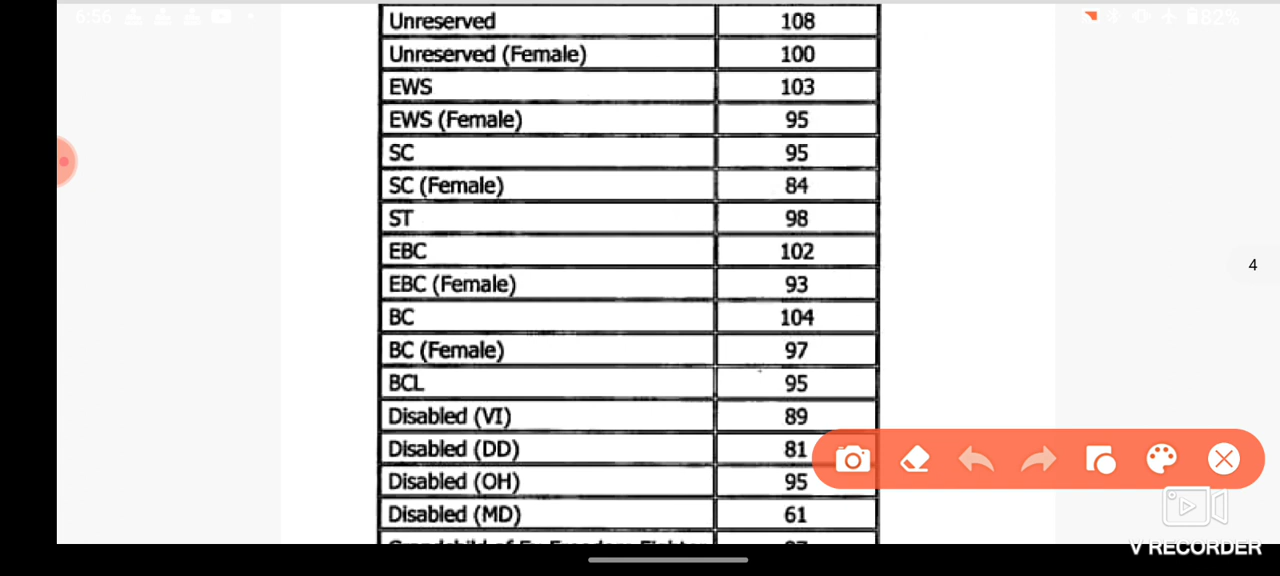 6:56 82%
Unreserved 108
Unreserved (Female) 100
EWS 103
EWS (Female) 95
SC 95
SC (Female) 84
ST 98
EBC 102
4
EBC (Female) 93
BC 104
BC (Female) 97
BCL 95
Disabled (VI) 89
Disabled (DD) 81
Disabled (OH) 95
Disabled (MD) 61
V RECORDER